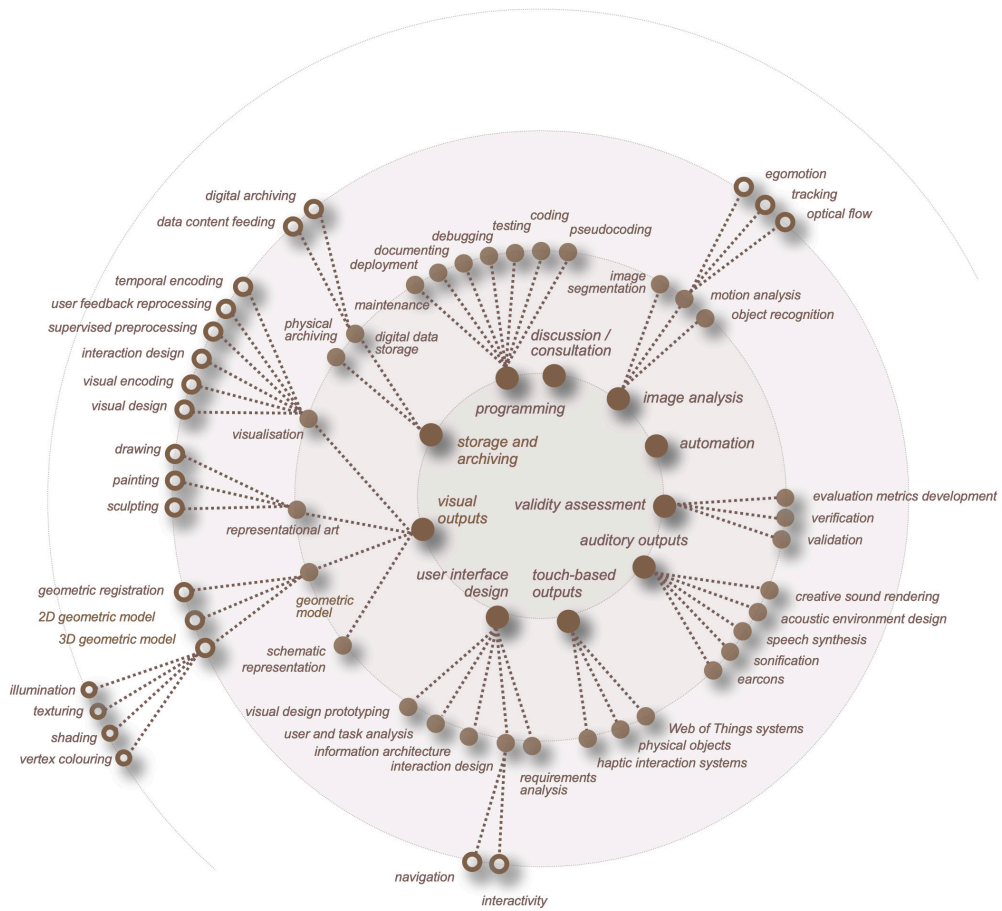 egomotion
tracking
optical flow
digital archiving
data content feeding
coding
testing
pseudocoding
debugging
documenting
deployment
maintenance
image
segmentation
motion analysis
object recognition
temporal encoding
user feedback reprocessing
supervised preprocessing
interaction design
visual encoding
visual design
physical
archiving
digital data
storage
discussion /
consultation
programming
image analysis
visualisation
storage and
archiving
automation
drawing
painting
sculpting
representational art
visual
outputs
validity assessment
evaluation metrics development
verification
validation
auditory outputs
user interface
design
touch-based
outputs
geometric registration
2D geometric model
3D geometric model
geometric
model
schematic
representation
creative sound rendering
acoustic environment design
speech synthesis
sonification
earcons
illumination
texturing
shading
vertex colouring
visual design prototyping
user and task analysis
information architecture
interaction design
requirements
analysis
Web of Things systems
physical objects
haptic interaction systems
navigation
interactivity